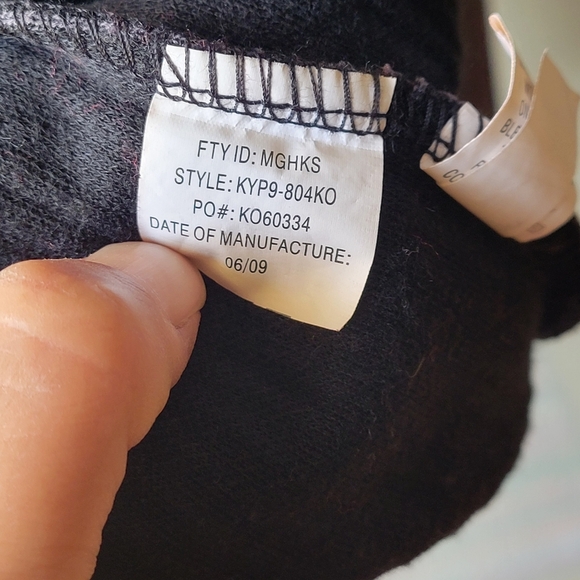 FTY ID: MGHKS
STYLE: KYP9-804KO
PO#: KO60334
DATE OF MANUFACTURE:
06/09